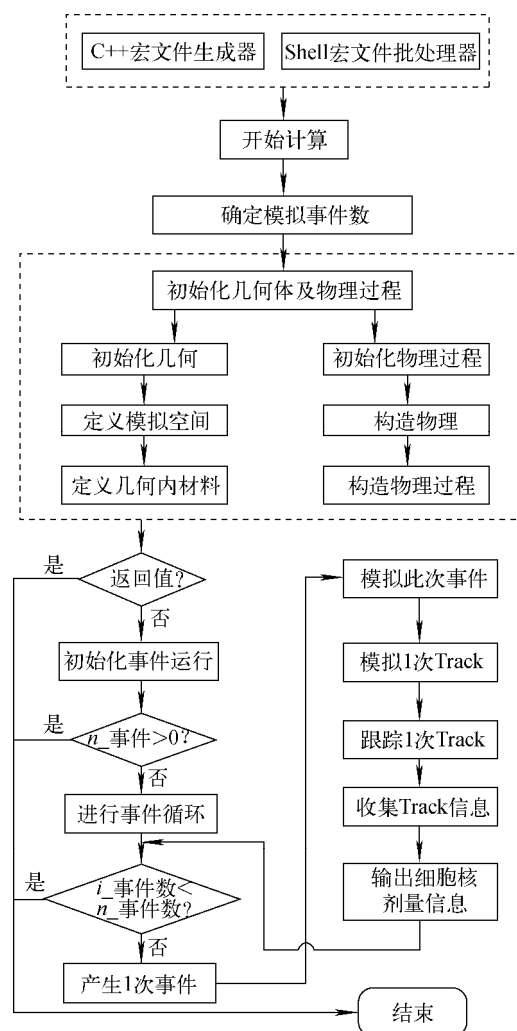 C++宏文件生成器
Shell宏文件批处理器
开始计算
确定模拟事件数
初始化几何体及物理过程
初始化几何
初始化物理过程
定义模拟空间
构造物理
定义几何内材料
构造物理过程
是
返回值?
否
初始化事件运行
是
n_事件>0?
否
进行事件循环
是
i_事件数<
n_事件数?
否
产生1次事件
模拟此次事件
模拟1次Track
跟踪1次Track
收集Track信息
输出细胞核
剂量信息
结束